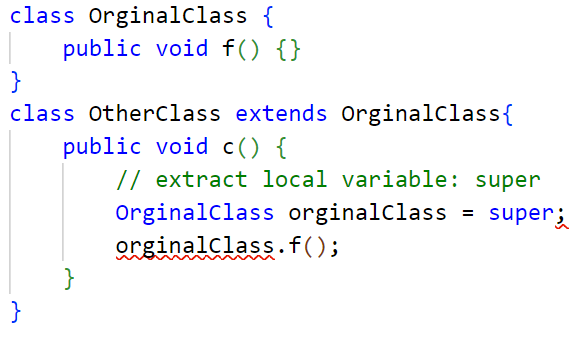 class OrginalClass {
    public void f() {}
}
class OtherClass extends OrginalClass{
    public void c() {
        // extract local variable: super
        OrginalClass orginalClass = super;
        orginalClass.f();
    }
}